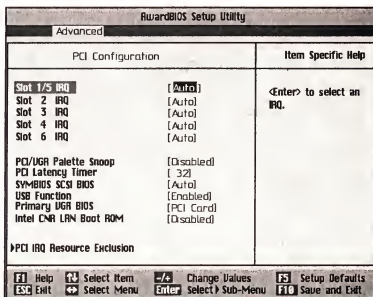 AwardBIOS Setup Utility
Advanced
PCI Configuration
Item Specific Help
Slot 1/5 IRQ [Auto]
Slot 2 IRQ [Auto]
Slot 3 IRQ [Auto]
Slot 4 IRQ [Auto]
Slot 6 IRQ [Auto]
PCI/VGA Palette Snoop [Disabled]
PCI Latency Timer [ 32]
SYMBIOS SCSI BIOS [Auto]
USB Function [Enabled]
Primary VGA BIOS [PCI Card]
Intel CNR LAN Boot ROM [Disabled]
▶PCI IRQ Resource Exclusion
<Enter> to select an
IRQ.
F1 Help ↑↓ Select Item -/+ Change Values F5 Setup Defaults
ESC Exit ↔ Select Menu Enter Select ▶ Sub-Menu F10 Save and Exit